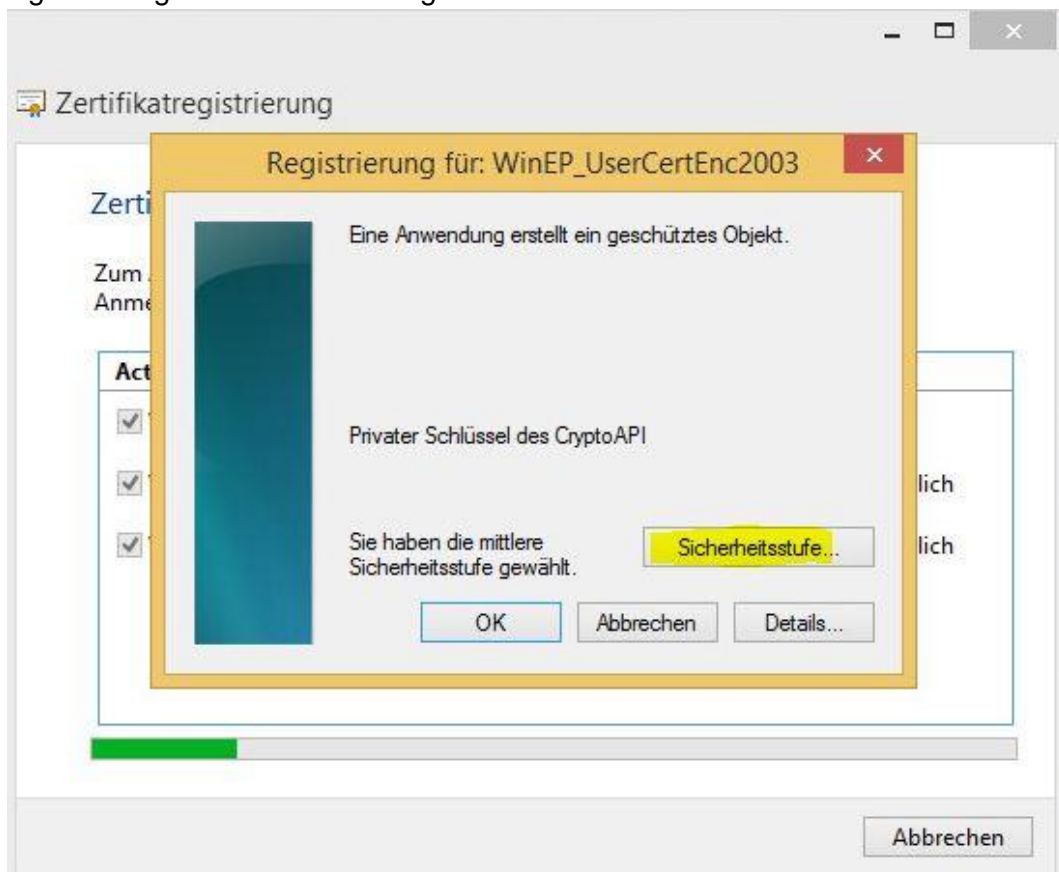 Zertifikatregistrierung
Registrierung für: WinEP_UserCertEnc2003
Zerti
Eine Anwendung erstellt ein geschütztes Objekt.
Zum
Anme
Act
Privater Schlüssel des CryptoAPI
lich
Sie haben die mittlere
Sicherheitsstufe gewählt.
Sicherheitsstufe...
lich
OK
Abbrechen
Details...
Abbrechen